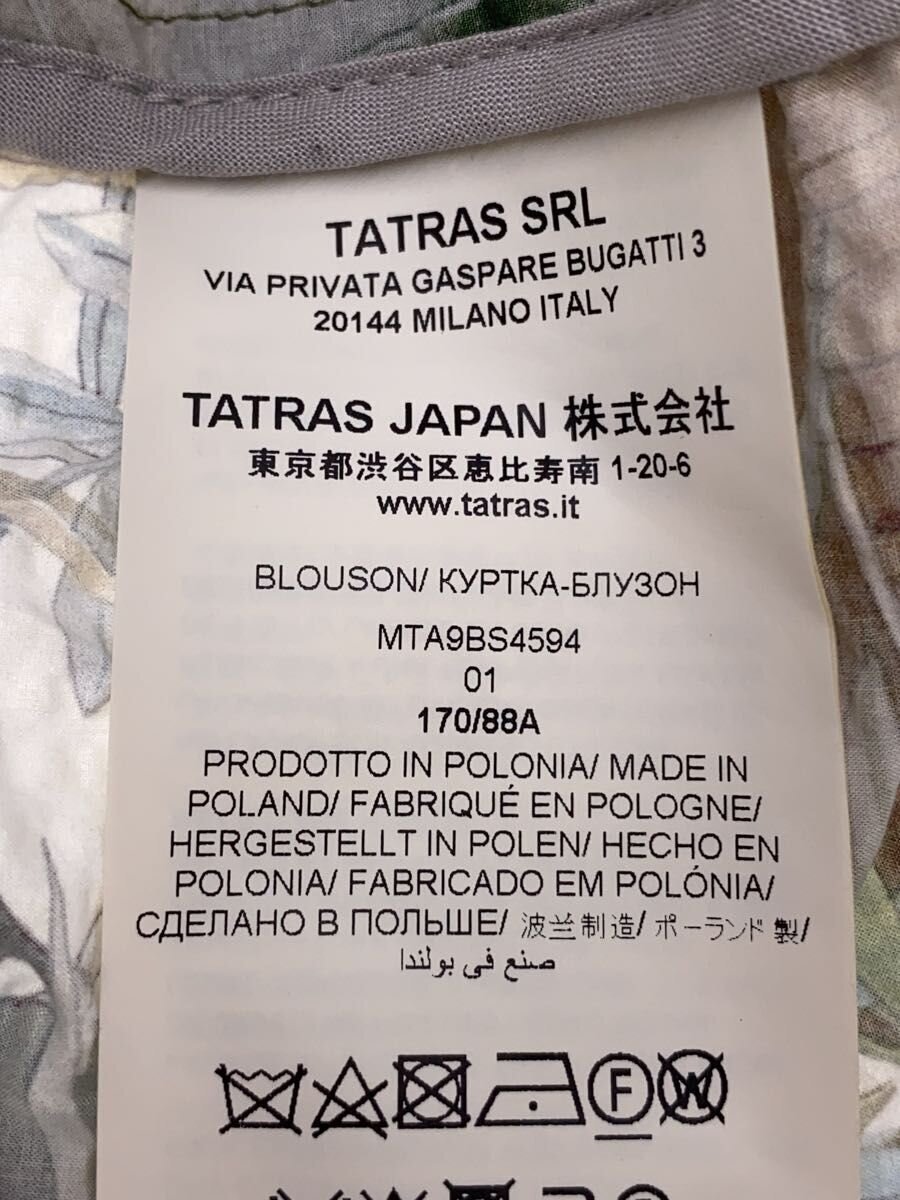 TATRAS SRL
VIA PRIVATA GASPARE BUGATTI 3
20144 MILANO ITALY
TATRAS JAPAN 株式会社
東京都渋谷区恵比寿南 1-20-6
www.tatras.it
BLOUSON/ КУРТКА-БЛУЗОН
MTA9BS4594
01
170/88A
PRODOTTO IN POLONIA/ MADE IN
POLAND/ FABRIQUÉ EN POLOGNE/
HERGESTELLT IN POLEN/ HECHO EN
POLONIA/ FABRICADO EM POLÓNIA/
СДЕЛАНО В ПОЛЬШЕ/ 波兰制造/ ポーランド製/
صنع في بولندا
F W